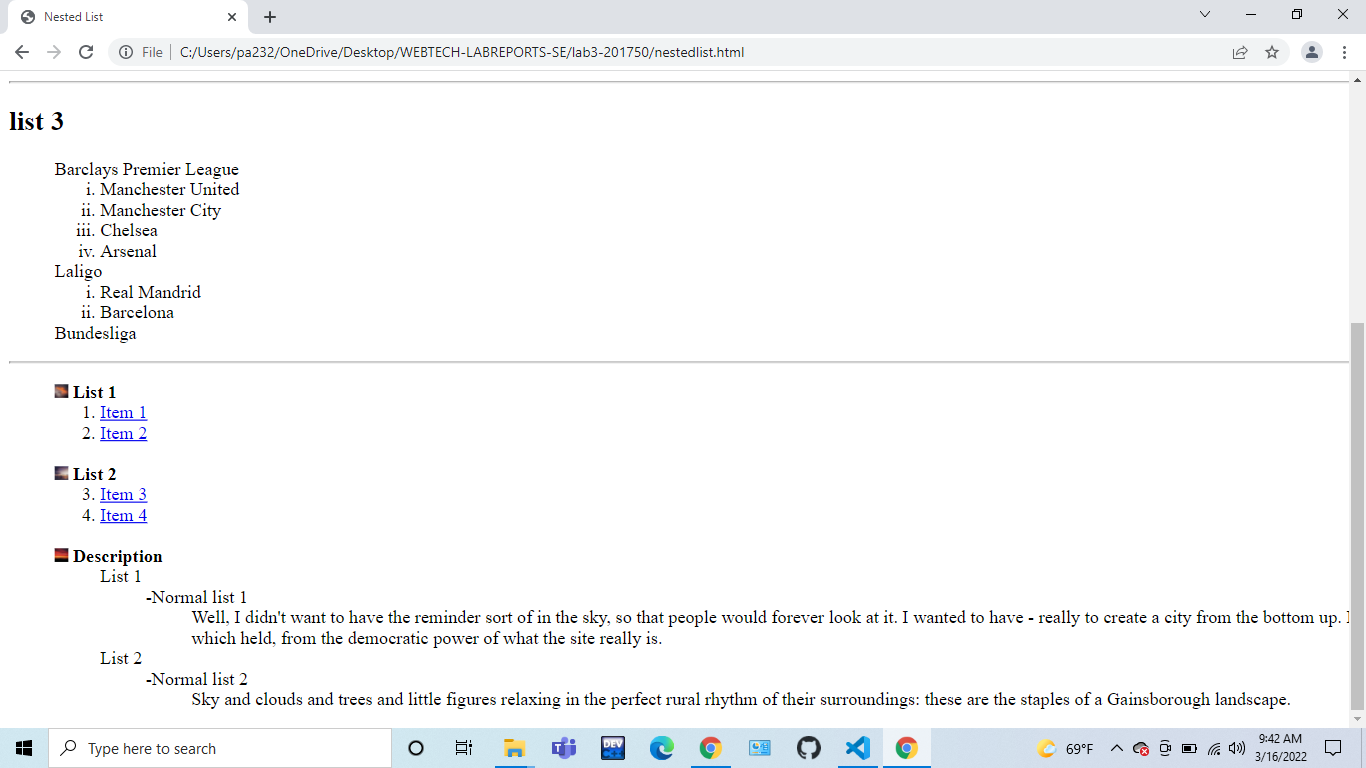 Nested List
File
C:/Users/pa232/OneDrive/Desktop/WEBTECH-LABREPORTS-SE/lab3-201750/nestedlist.html
list 3
Barclays Premier League
i. Manchester United
ii. Manchester City
iii. Chelsea
iv. Arsenal
Laligo
i. Real Mandrid
ii. Barcelona
Bundesliga
List 1
1. Item 1
2. Item 2
List 2
3. Item 3
4. Item 4
Description
List 1
-Normal list 1
Well, I didn't want to have the reminder sort of in the sky, so that people would forever look at it. I wanted to have - really to create a city from the bottom up.
which held, from the democratic power of what the site really is.
List 2
-Normal list 2
Sky and clouds and trees and little figures relaxing in the perfect rural rhythm of their surroundings: these are the staples of a Gainsborough landscape.
Type here to search
DEV
69°F
9:42 AM
3/16/2022